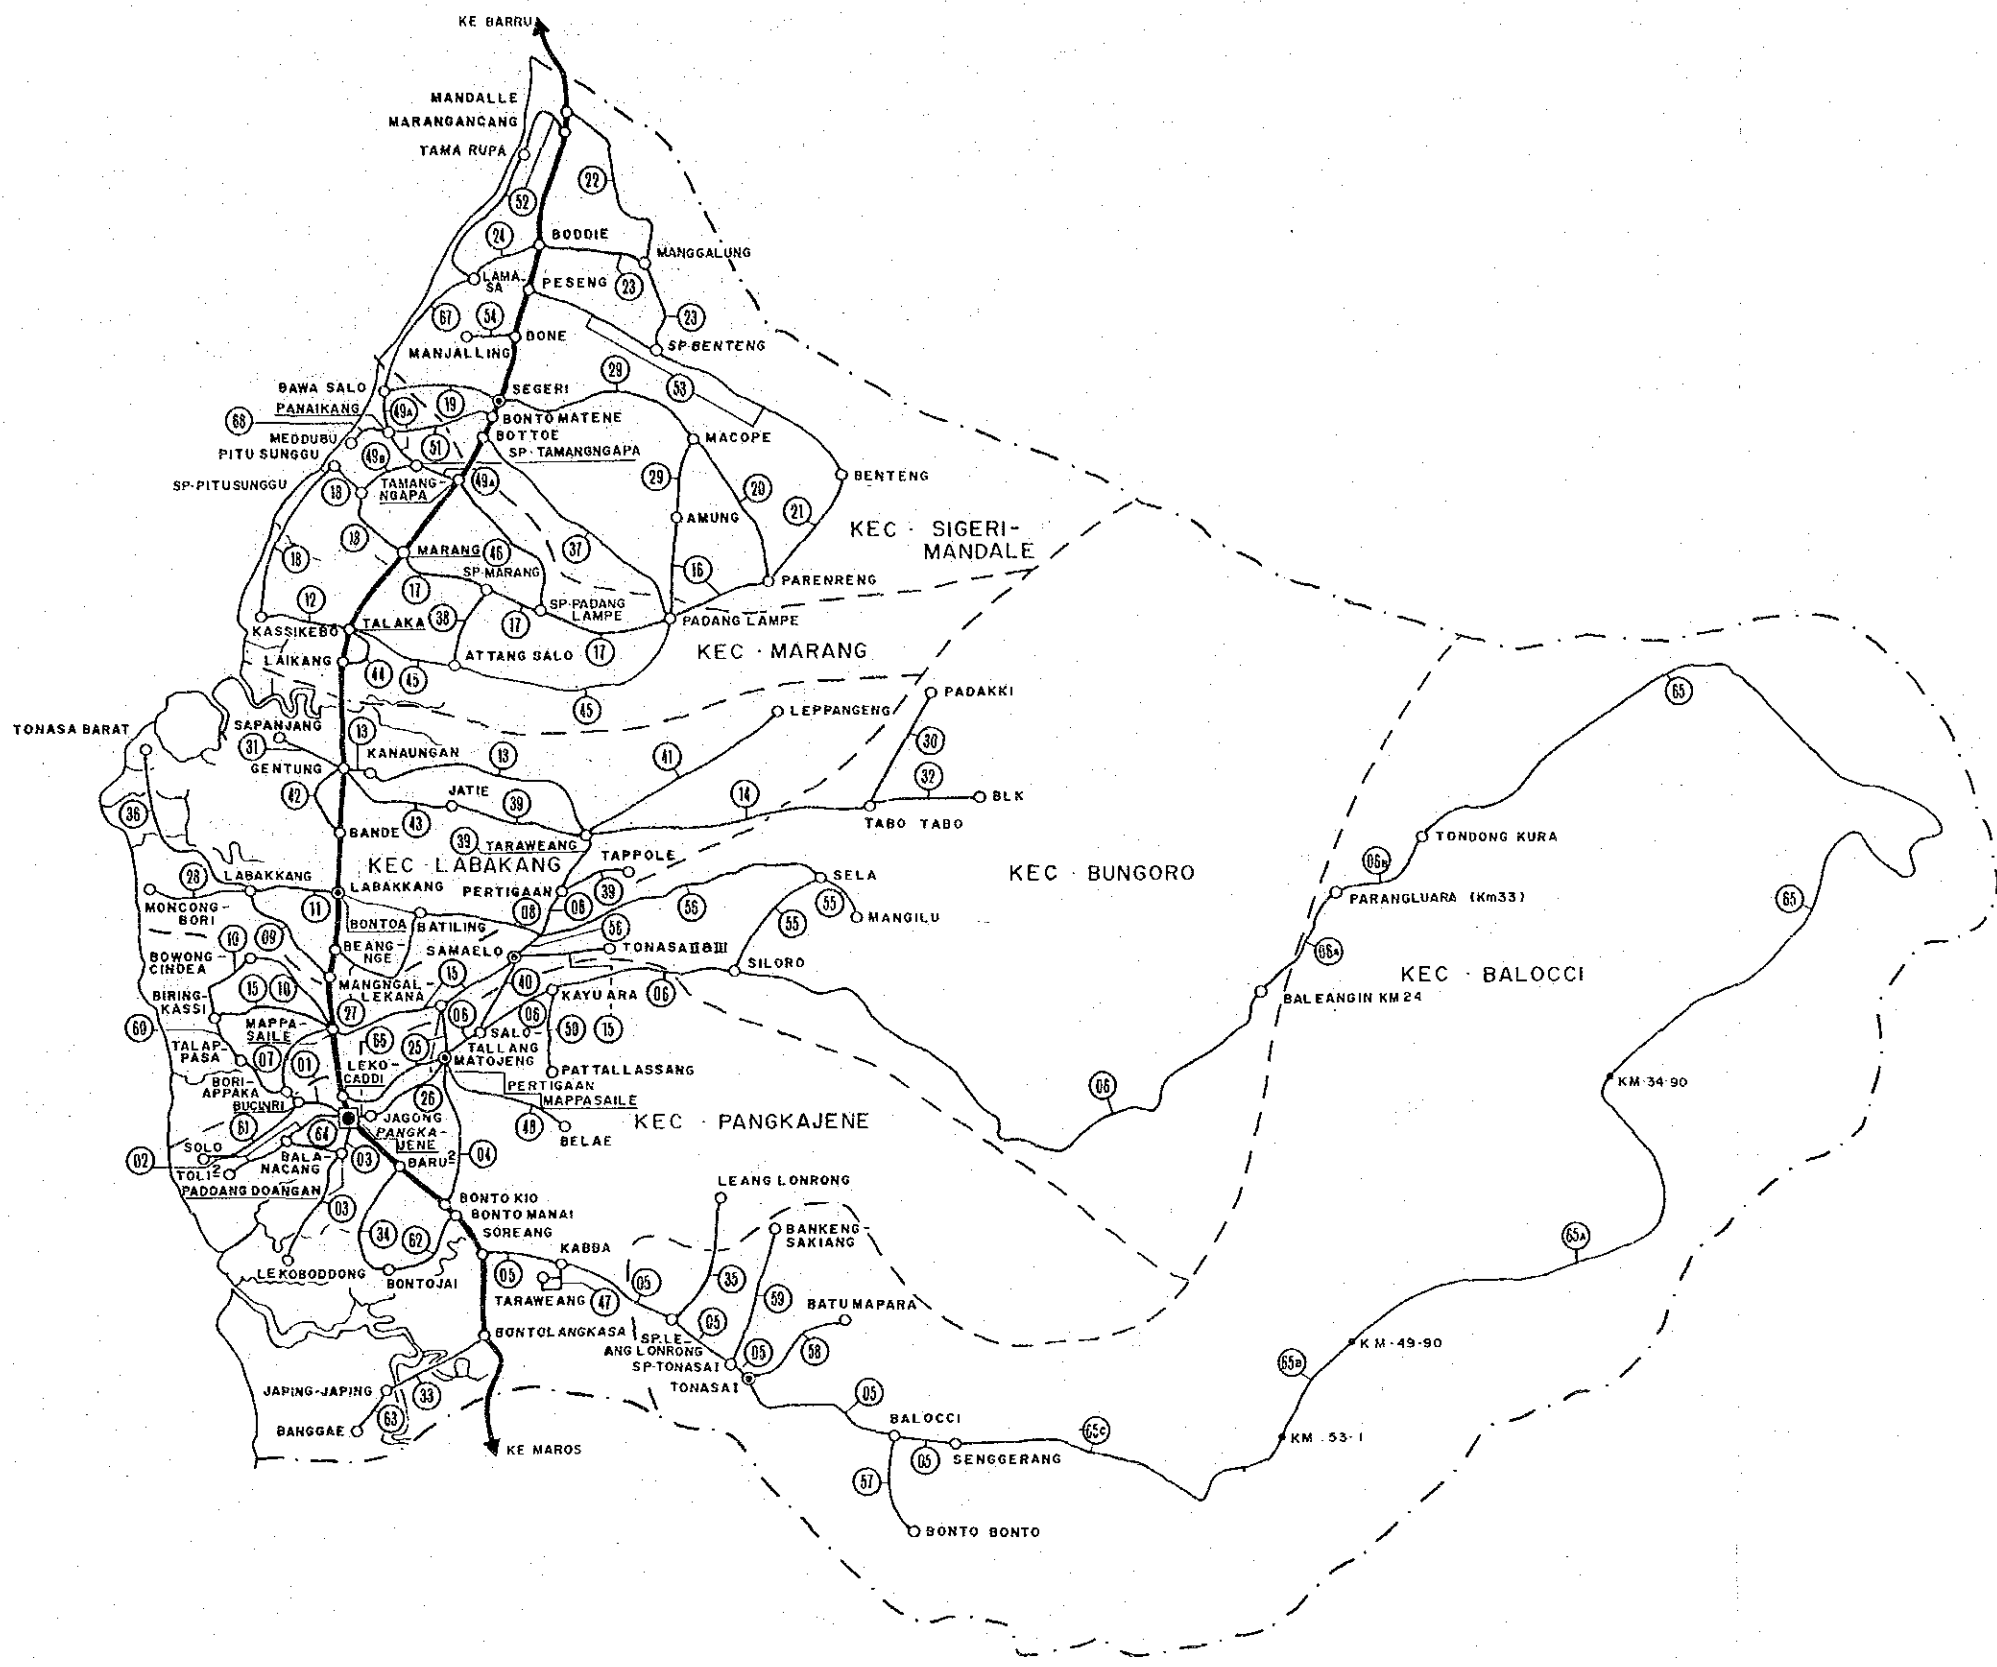 KE BARRU
MANDALLE
MARANGANCANG
TAMA RUPA
22
52
24
BODDIE
MANGGALUNG
LAMA-
SA
PESENG
23
67
54
23
BONE
MANJALLING
SP-BENTENG
29
53
BAWA SALO
SEGERI
PANAIKANG
49A
19
68
BONTO MATENE
MEDDUBU
BOTTOE
MACOPE
PITU SUNGGU
49B
51
SP-TAMANGNGAPA
BENTENG
SP-PITUSUNGGU
18
TAMANG-
NGAPA
49A
29
20
21
AMUNG
KEC · SIGERI-
MANDALE
18
18
MARANG
46
37
SP-MARANG
16
PARENRENG
12
17
38
17
SP-PADANG
LAMPE
KASSIKEBO
TALAKA
PADANG LAMPE
LAIKANG
44
45
ATTANG SALO
17
KEC · MARANG
45
PADAKKI
LEPPANGENG
65
TONASA BARAT
SAPANJANG
31
13
KANAUNGAN
13
41
30
GENTUNG
42
JATIE
43
39
14
32
BLK
36
BANDE
39
TARAWEANG
TABO TABO
TONDONG KURA
KEC · LABAKANG
TAPPOLE
06B
LABAKKANG
LABAKKANG
PERTIGAAN
39
SELA
KEC · BUNGORO
PARANGLUARA (Km33)
28
MONCONG-
BORI
11
BONTOA
BATILING
08
08
56
55
55
MANGILU
65
10
09
BEANG-
NGE
56
TONASA II & III
BOWONG-
CINDEA
SAMAELO
06A
KEC · BALOCCI
15
10
MANGNGAL-
LEKANA
15
40
SILORO
BIRING-
KASSI
KAYU ARA
06
BALEANGIN KM 24
60
MAPPA-
SAILE
27
06
06
50
15
66
25
SALO-
TALLANG
TALAP-
PASA
07
01
LEKO-
CADDI
MATOJENG
PATTALLASSANG
BORI-
APPAKA
BUCINRI
PERTIGAAN
MAPPASAILE
06
KM-34-90
26
61
64
JAGONG
PANGKA-
JENE
48
BELAE
KEC · PANGKAJENE
02
SOLO
TOLI²
BALA-
NACANG
03
BARU²
04
PADDANG DOANGAN
LEANG LONRONG
03
BONTO KIO
BONTO MANAI
34
62
SOREANG
BANKENG-
SAKIANG
65A
KABBA
LEKOBODDONG
BONTOJAI
05
TARAWEANG
47
05
35
59
BATUMAPARA
BONTOLANGKASA
SP.LE-
ANG LONRONG
05
58
KM-49-90
SP-TONASA I
05
65B
TONASA I
JAPING-JAPING
33
05
63
BALOCCI
BANGGAE
KE MAROS
05
SENGGERANG
65C
KM .53-1
57
BONTO BONTO